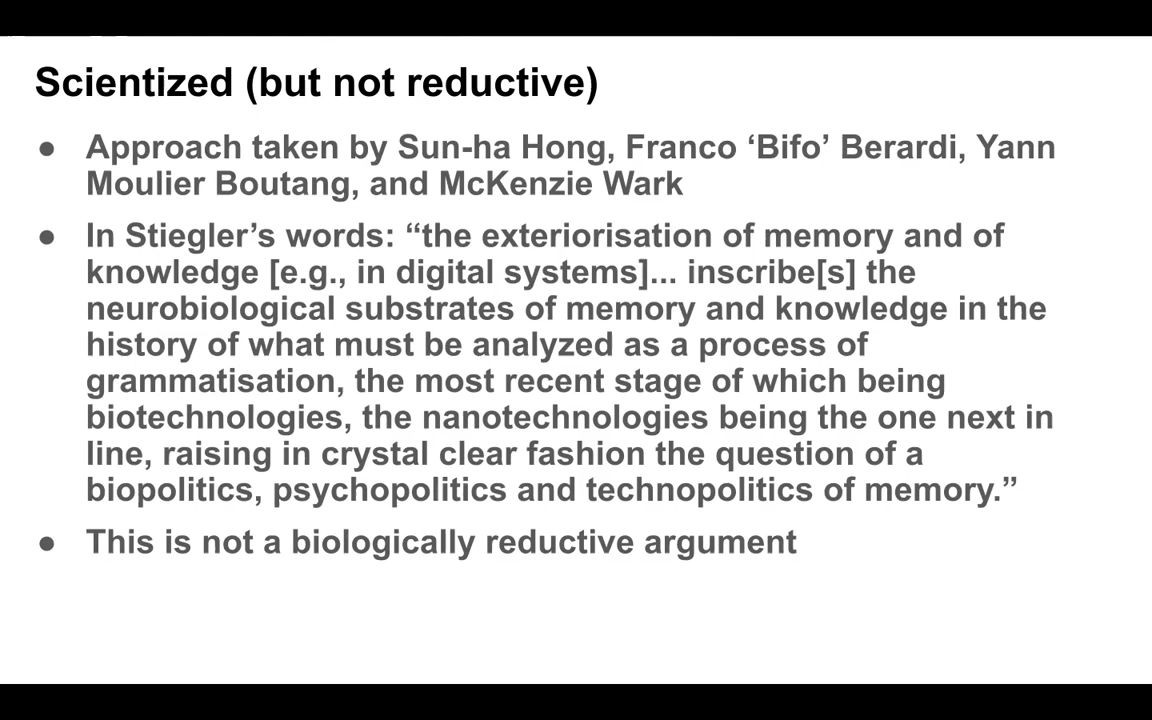 Scientized (but not reductive)
● Approach taken by Sun-ha Hong, Franco ‘Bifo’ Berardi, Yann
Moulier Boutang, and McKenzie Wark
● In Stiegler’s words: “the exteriorisation of memory and of
knowledge [e.g., in digital systems]... inscribe[s] the
neurobiological substrates of memory and knowledge in the
history of what must be analyzed as a process of
grammatisation, the most recent stage of which being
biotechnologies, the nanotechnologies being the one next in
line, raising in crystal clear fashion the question of a
biopolitics, psychopolitics and technopolitics of memory.”
● This is not a biologically reductive argument